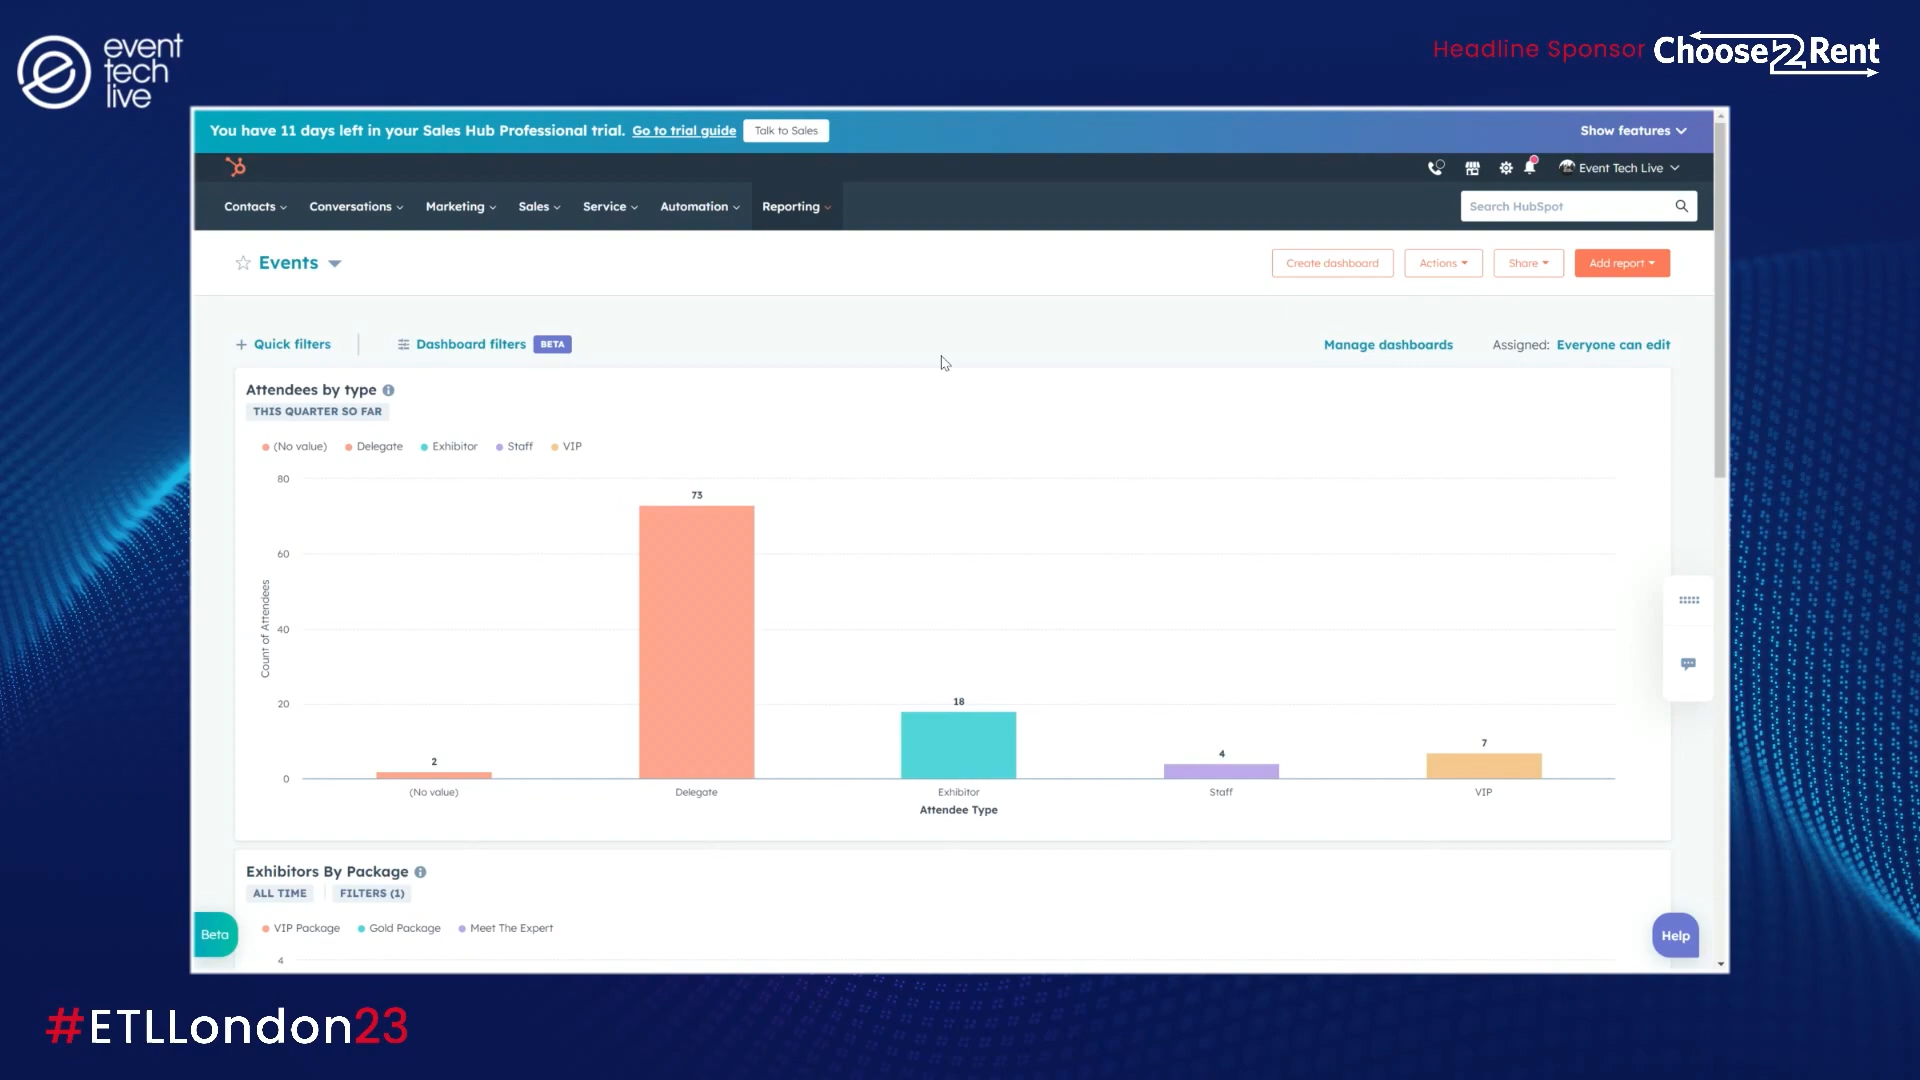 event
tech
live
Headline Sponsor Choose2Rent
You have 11 days left in your Sales Hub Professional trial. Go to trial guide Talk to Sales Show features
Event Tech Live
Contacts Conversations Marketing Sales Service Automation Reporting Search HubSpot
Events Create dashboard Actions Share Add report
+ Quick filters Dashboard filters BETA Manage dashboards Assigned: Everyone can edit
Attendees by type
THIS QUARTER SO FAR
(No value) Delegate Exhibitor Staff VIP
80
73
60
Count of Attendees
40
20
18
7
4
2
0
(No value) Delegate Exhibitor Staff VIP
Attendee Type
Exhibitors By Package
ALL TIME FILTERS (1)
VIP Package Gold Package Meet The Expert
4
Beta
Help
#ETLLondon23